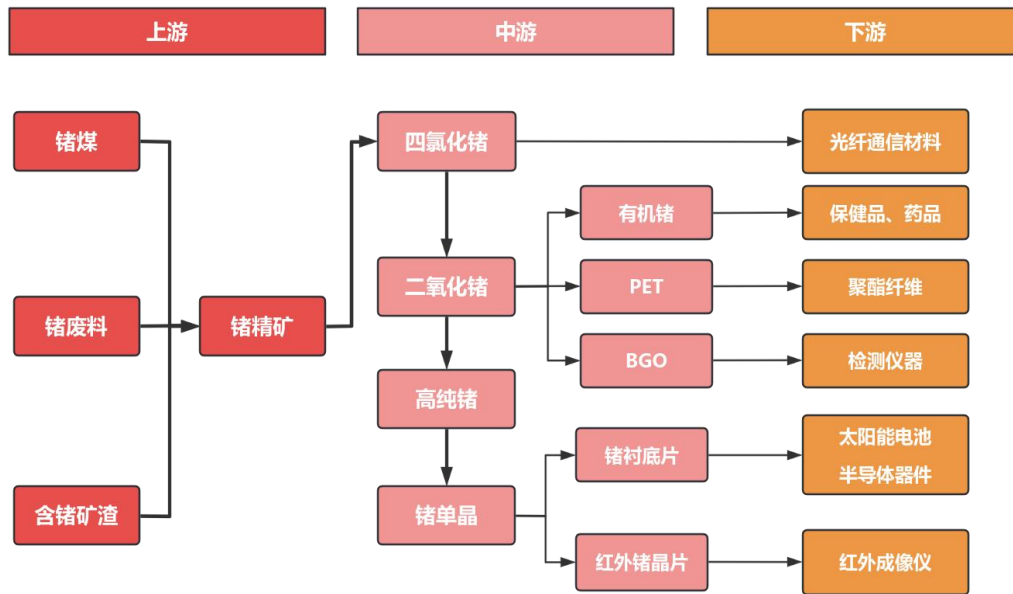 上游
中游
下游
锗煤
四氯化锗
光纤通信材料
有机锗
保健品、药品
锗废料
锗精矿
二氧化锗
PET
聚酯纤维
BGO
检测仪器
高纯锗
锗衬底片
太阳能电池
半导体器件
含锗矿渣
锗单晶
红外锗晶片
红外成像仪